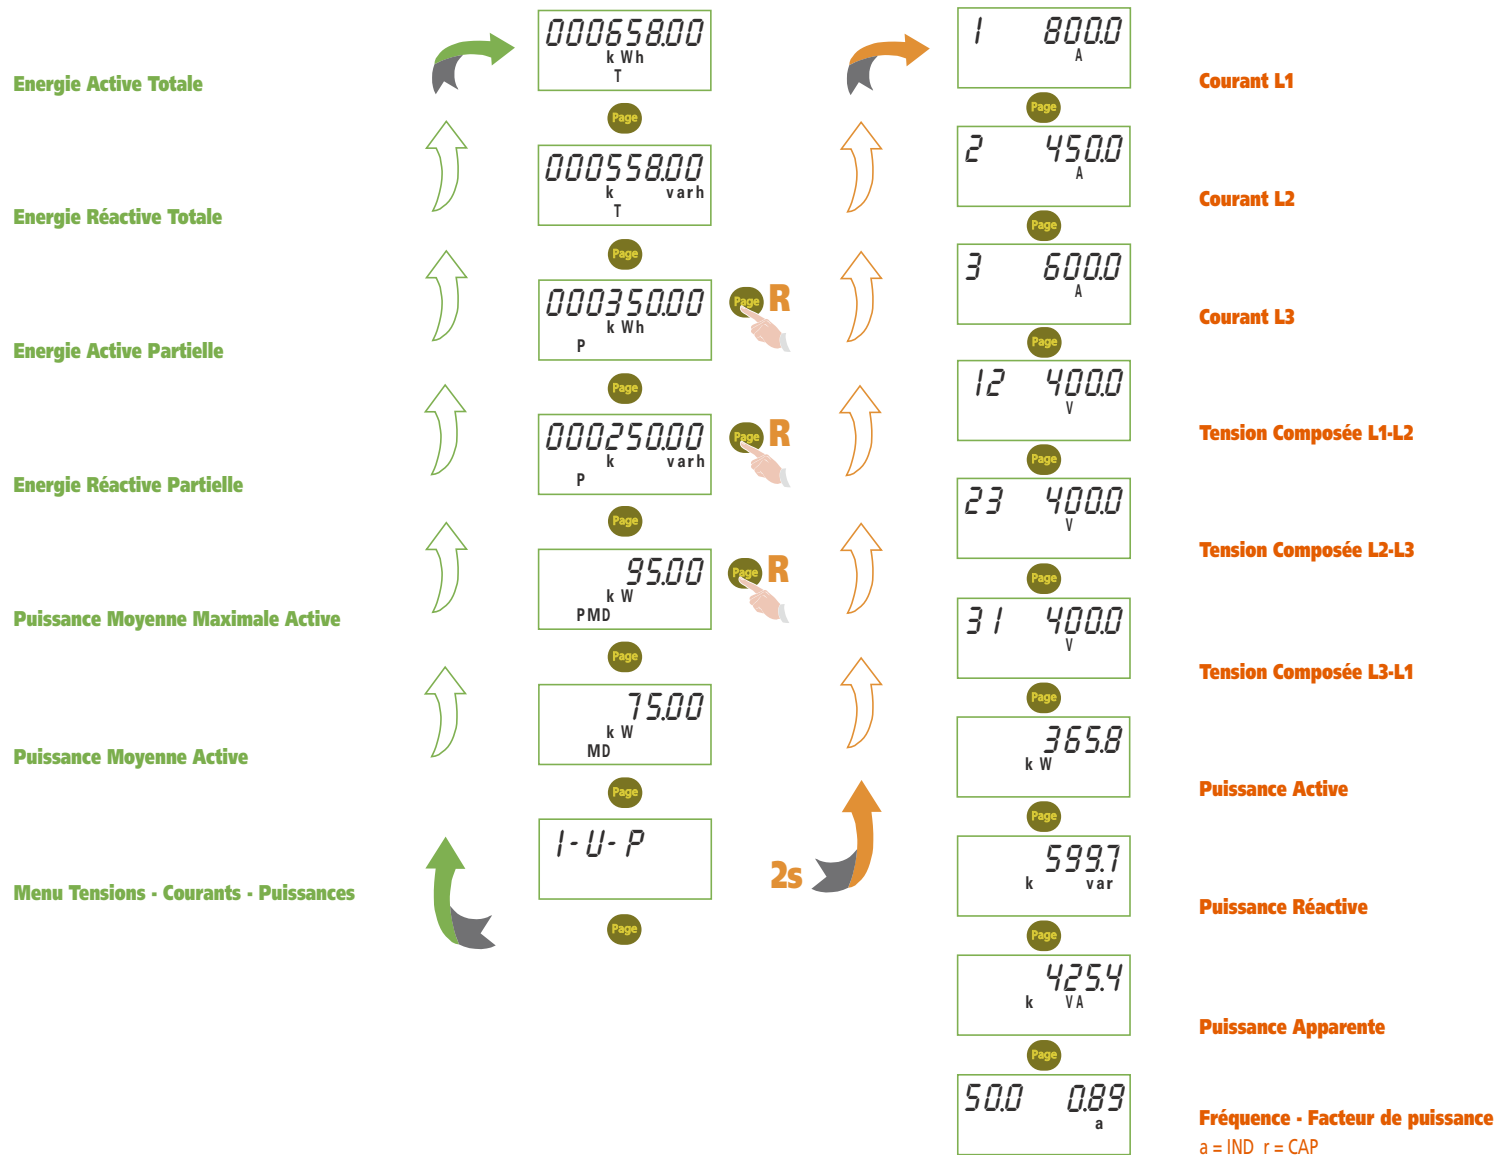 Energie Active Totale
000658.00
k Wh
T
Page
Energie Réactive Totale
000558.00
k varh
T
Page
Energie Active Partielle
000350.00
k Wh
P
Page R
Page
Energie Réactive Partielle
000250.00
k varh
P
Page R
Page
Puissance Moyenne Maximale Active
95.00
k W
PMD
Page R
Page
Puissance Moyenne Active
75.00
k W
MD
Page
Menu Tensions - Courants - Puissances
I-U-P
Page
2s
1 800.0
A
Courant L1
Page
2 450.0
A
Courant L2
Page
3 600.0
A
Courant L3
Page
12 400.0
V
Tension Composée L1-L2
Page
23 400.0
V
Tension Composée L2-L3
Page
31 400.0
V
Tension Composée L3-L1
Page
365.8
k W
Puissance Active
Page
599.7
k var
Puissance Réactive
Page
425.4
k VA
Puissance Apparente
Page
50.0 0.89
a
Fréquence - Facteur de puissance
a = IND r = CAP